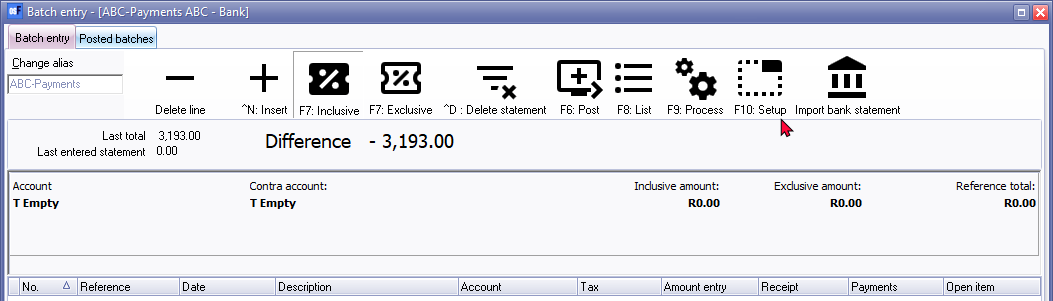 Batch entry - [ABC-Payments ABC - Bank]
Batch entry Posted batches
Change alias
ABC-Payments
Delete line ^N: Insert F7: Inclusive F7: Exclusive ^D : Delete statement F6: Post F8: List F9: Process F10: Setup Import bank statement
Last total 3,193.00
Last entered statement 0.00
Difference - 3,193.00
Account Contra account: Inclusive amount: Exclusive amount: Reference total:
T Empty T Empty R0.00 R0.00 R0.00
No. Reference Date Description Account Tax Amount entry Receipt Payments Open item